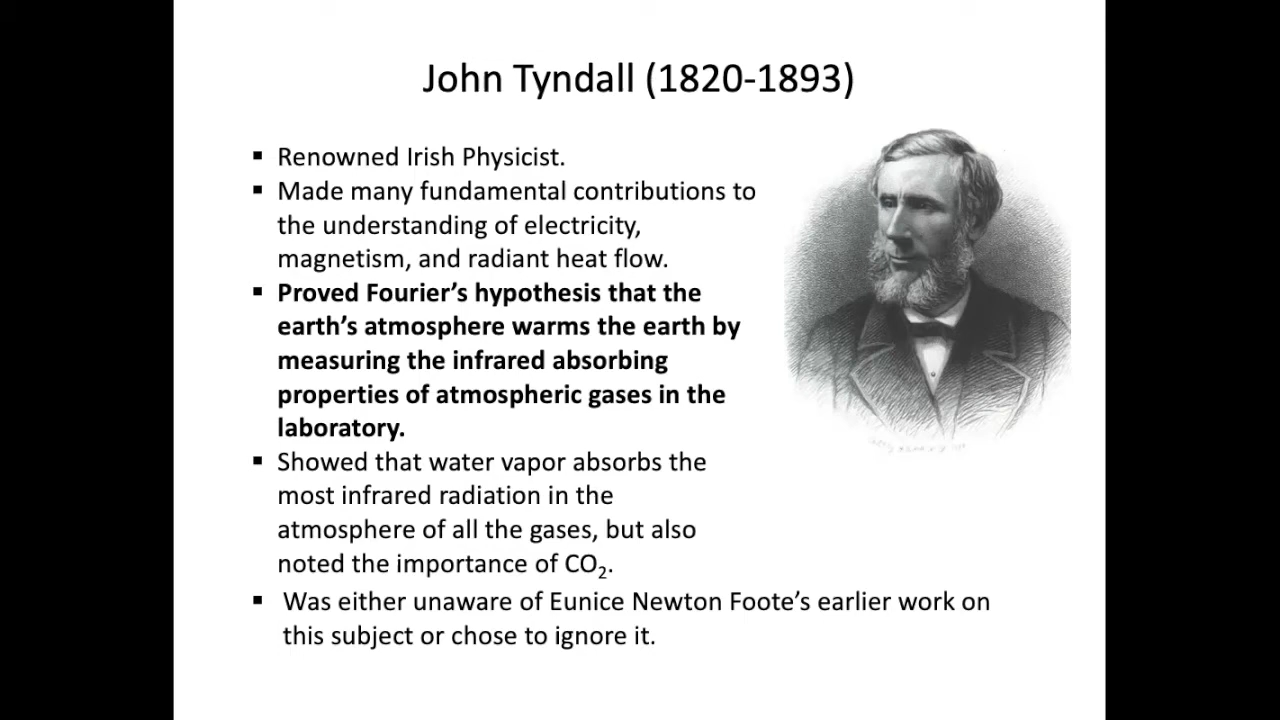 John Tyndall (1820-1893)
▪ Renowned Irish Physicist.
▪ Made many fundamental contributions to
the understanding of electricity,
magnetism, and radiant heat flow.
▪ Proved Fourier’s hypothesis that the
earth’s atmosphere warms the earth by
measuring the infrared absorbing
properties of atmospheric gases in the
laboratory.
▪ Showed that water vapor absorbs the
most infrared radiation in the
atmosphere of all the gases, but also
noted the importance of CO₂.
▪ Was either unaware of Eunice Newton Foote’s earlier work on
this subject or chose to ignore it.